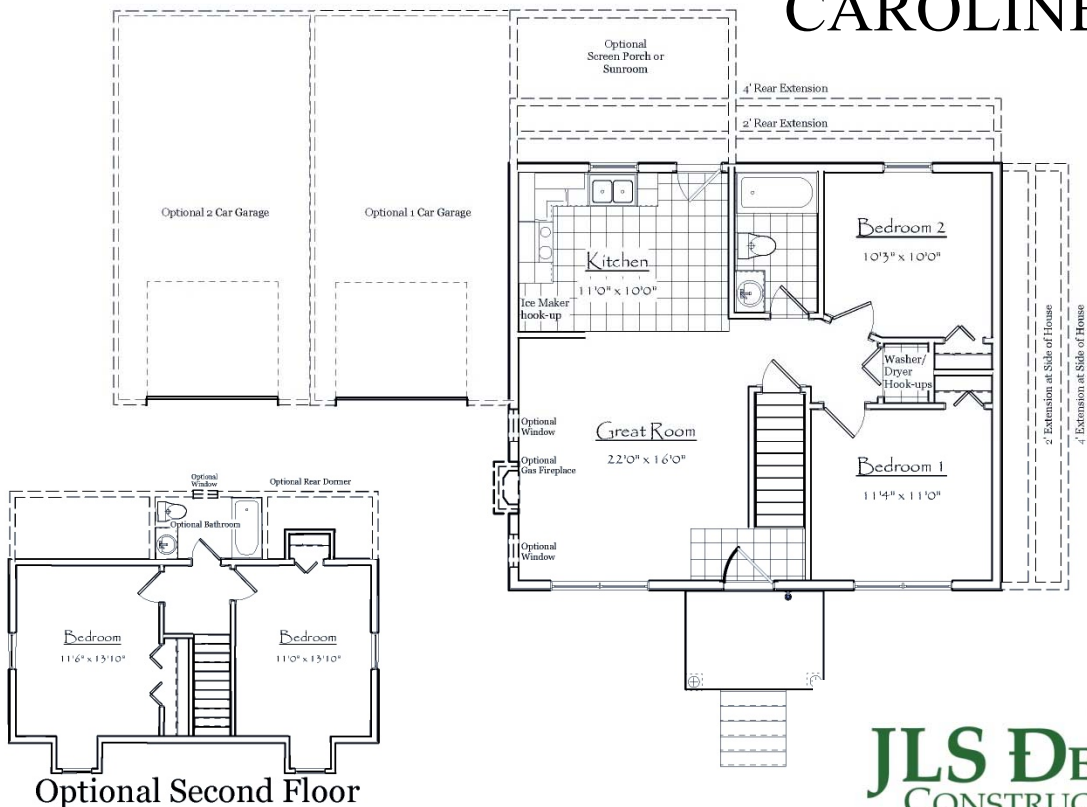 CAROLINE
Optional
Screen Porch or
Sunroom
4' Rear Extension
2' Rear Extension
Optional 2 Car Garage
Optional 1 Car Garage
Kitchen
11'0" x 10'0"
Ice Maker
hook-up
Bedroom 2
10'3" x 10'0"
Washer/
Dryer
Hook-ups
2' Extension at Side of House
4' Extension at Side of House
Optional
Window
Great Room
22'0" x 16'0"
Optional
Gas Fireplace
Bedroom 1
11'4" x 11'0"
Optional
Window
Optional
Window
Optional Rear Dormer
Optional Bathroom
Bedroom
11'6" x 13'10"
Bedroom
11'0" x 13'10"
Optional Second Floor
JLS DE
CONSTRUC